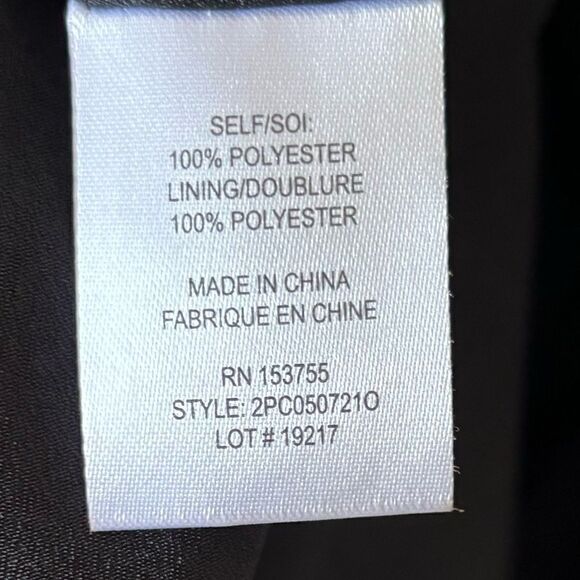 SELF/SOI:
100% POLYESTER
LINING/DOUBLURE
100% POLYESTER
MADE IN CHINA
FABRIQUE EN CHINE
RN 153755
STYLE: 2PC050721O
LOT # 19217